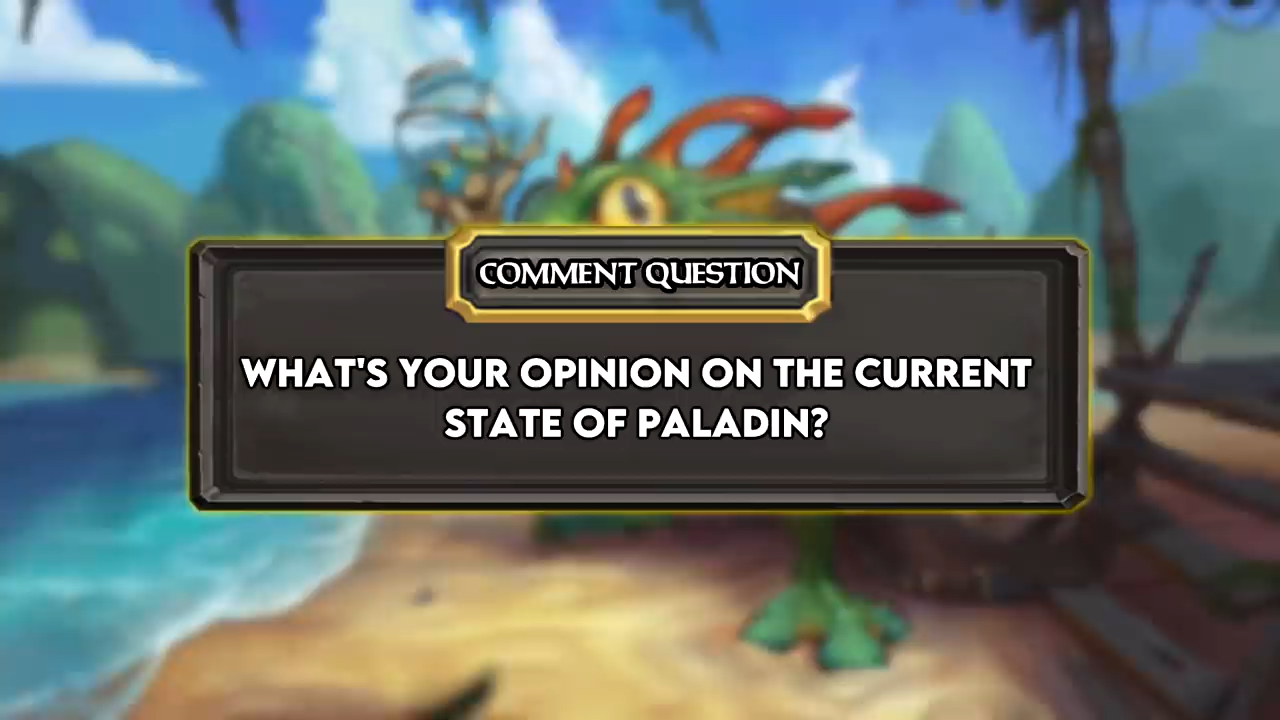 COMMENT QUESTION
WHAT'S YOUR OPINION ON THE CURRENT
STATE OF PALADIN?